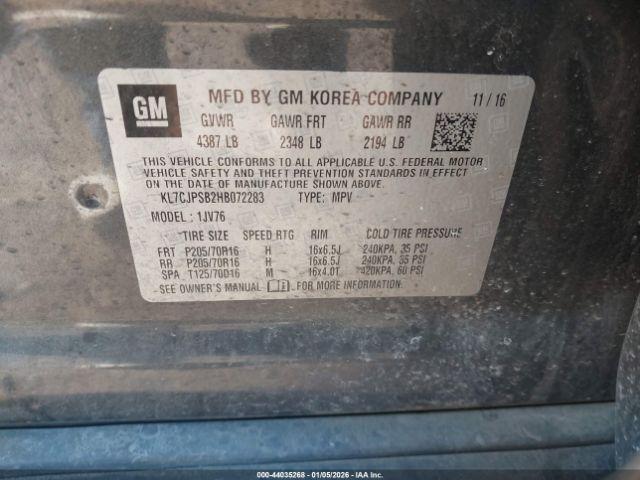 GM MFD BY GM KOREA COMPANY 11/16
GVWR GAWR FRT GAWR RR
4387 LB 2348 LB 2194 LB
THIS VEHICLE CONFORMS TO ALL APPLICABLE U.S. FEDERAL MOTOR
VEHICLE SAFETY AND THEFT PREVENTION STANDARDS IN EFFECT ON
THE DATE OF MANUFACTURE SHOWN ABOVE.
KL7CJPSB2HB072283 TYPE: MPV
MODEL: 1JV76
TIRE SIZE SPEED RTG RIM COLD TIRE PRESSURE
FRT P205/70R16 H 16x6.5J 240KPA, 35 PSI
RR P205/70R16 H 16x6.5J 240KPA, 35 PSI
SPA T125/70D16 M 16x4.0T 420KPA, 60 PSI
SEE OWNER'S MANUAL FOR MORE INFORMATION.
000-44035268 - 01/05/2026 - IAA Inc.